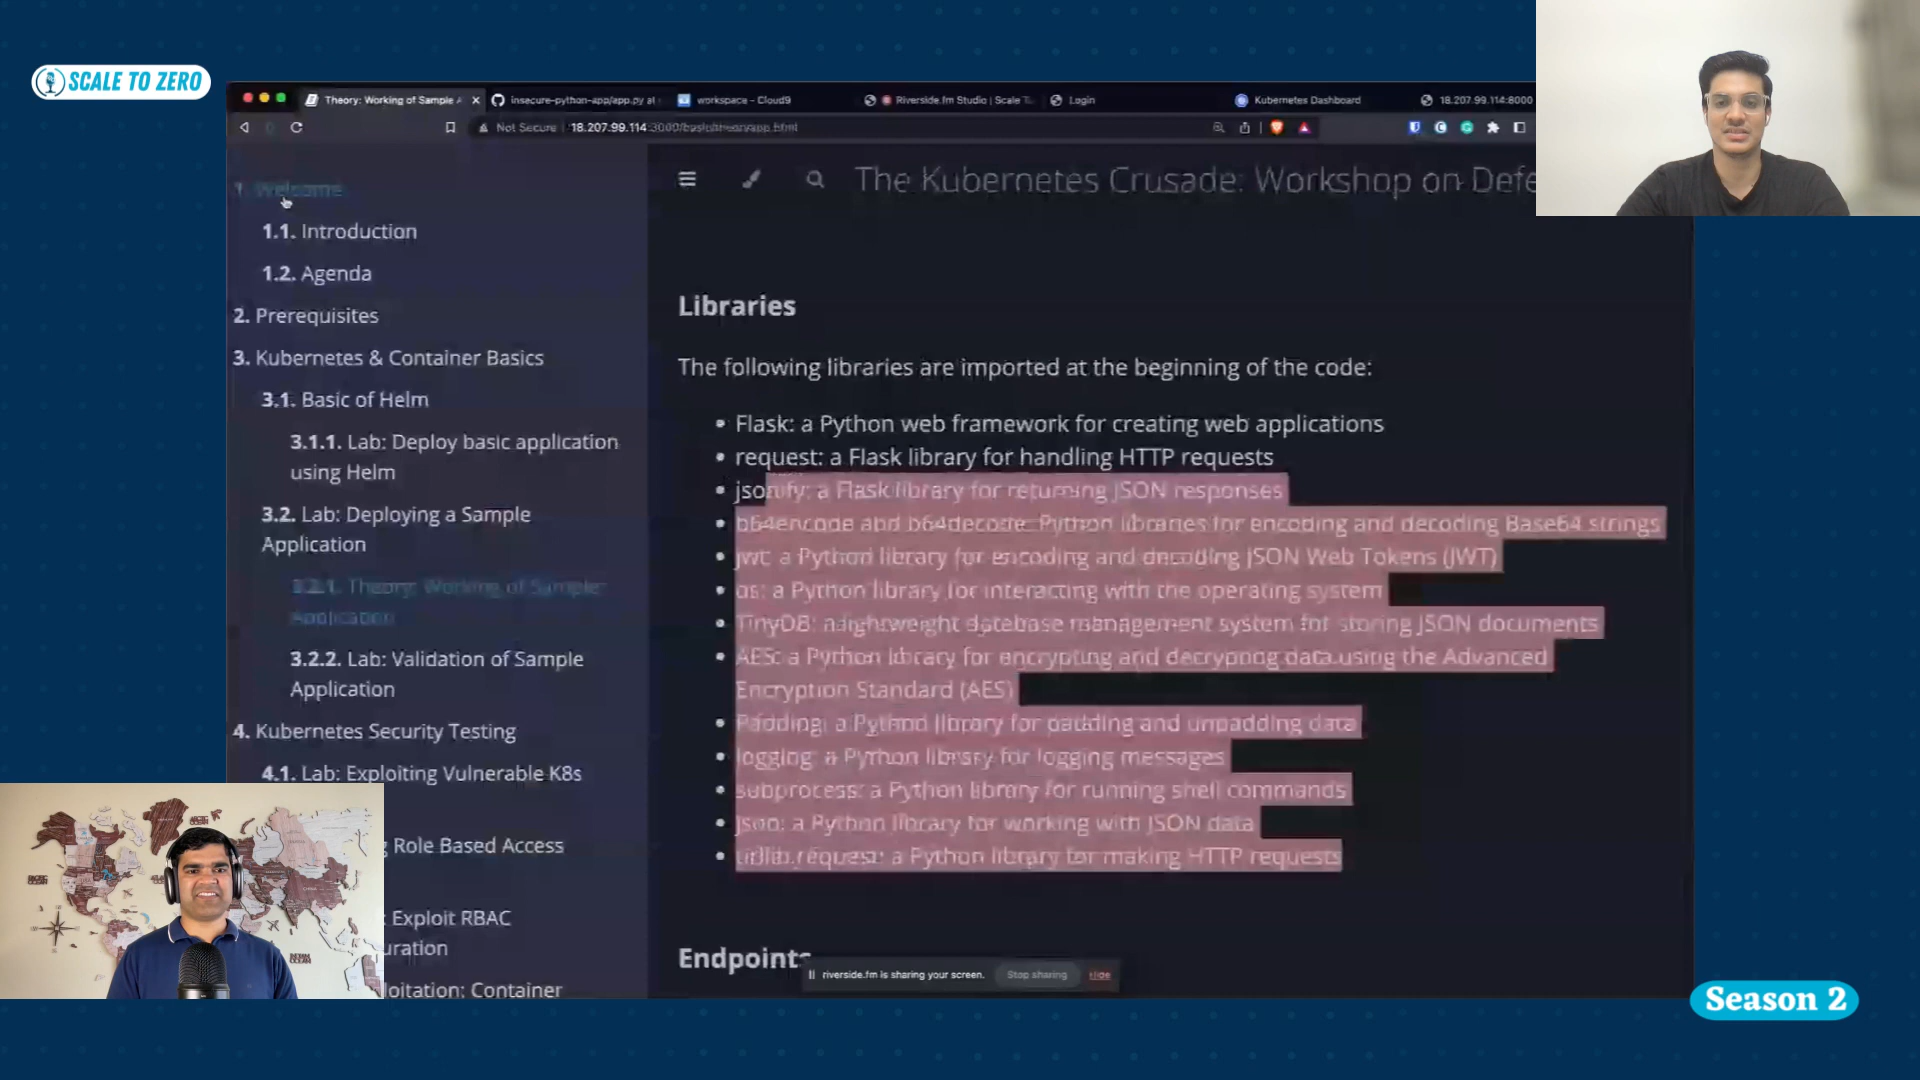 SCALE TO ZERO
Theory: Working of Sample A
insecure-python-app/app.py at
workspace - Cloud9
Riverside.fm Studio | Scale T
Login
Kubernetes Dashboard
18.207.99.114:8000
Not Secure 18.207.99.114:3000/
1. Welcome
1.1. Introduction
1.2. Agenda
2. Prerequisites
3. Kubernetes & Container Basics
3.1. Basic of Helm
3.1.1. Lab: Deploy basic application
using Helm
3.2. Lab: Deploying a Sample
Application
3.2.1. Theory: Working of Sample
Application
3.2.2. Lab: Validation of Sample
Application
4. Kubernetes Security Testing
4.1. Lab: Exploiting Vulnerable K8s
Role Based Access
Exploit RBAC
uration
loitation: Container
The Kubernetes Crusade: Workshop on Defe
Libraries
The following libraries are imported at the beginning of the code:
• Flask: a Python web framework for creating web applications
• request: a Flask library for handling HTTP requests
• jsonify: a Flask library for returning JSON responses
• b64encode and b64decode: Python libraries for encoding and decoding Base64 strings
• jwt: a Python library for encoding and decoding JSON Web Tokens (JWT)
• os: a Python library for interacting with the operating system
• TinyDB: a lightweight database management system for storing JSON documents
• AES: a Python library for encrypting and decrypting data using the Advanced
Encryption Standard (AES)
• Padding: a Python library for padding and unpadding data
• logging: a Python library for logging messages
• subprocess: a Python library for running shell commands
• json: a Python library for working with JSON data
• urllib.request: a Python library for making HTTP requests
Endpoints
riverside.fm is sharing your screen.
Stop sharing
Hide
Season 2